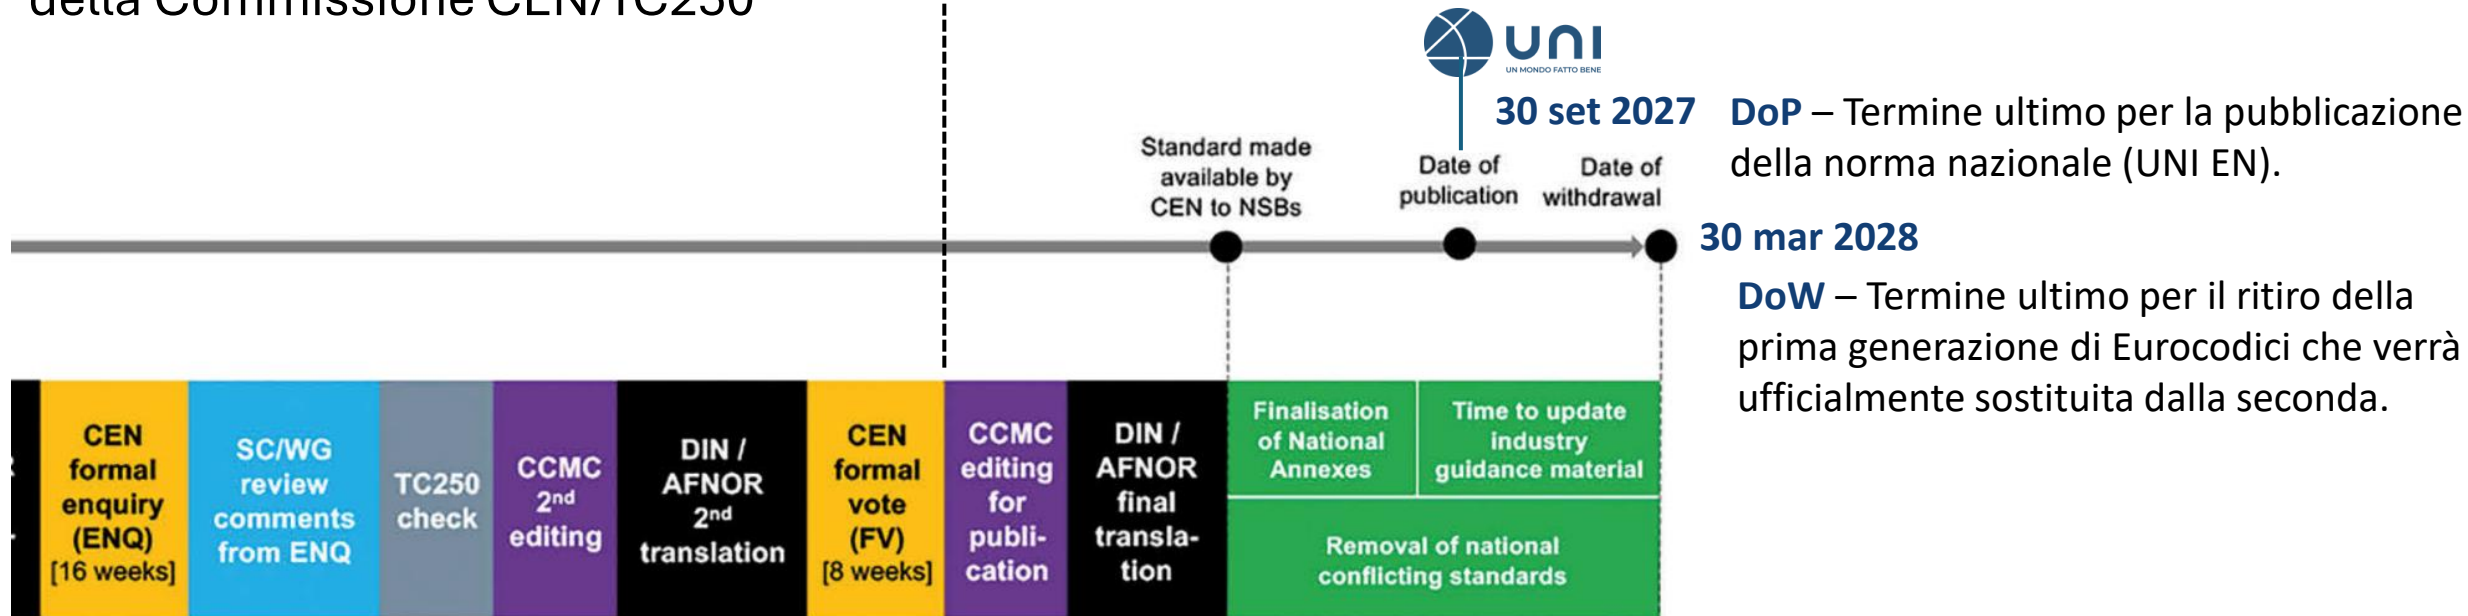 della Commissione CEN/TC250
UNI
UN MONDO FATTO BENE
30 set 2027
DoP – Termine ultimo per la pubblicazione
della norma nazionale (UNI EN).
Standard made
available by
CEN to NSBs
Date of
publication
Date of
withdrawal
30 mar 2028
DoW – Termine ultimo per il ritiro della
prima generazione di Eurocodici che verrà
ufficialmente sostituita dalla seconda.
CEN
formal
enquiry
(ENQ)
[16 weeks]
SC/WG
review
comments
from ENQ
TC250
check
CCMC
2nd
editing
DIN /
AFNOR
2nd
translation
CEN
formal
vote
(FV)
[8 weeks]
CCMC
editing
for
publi-
cation
DIN /
AFNOR
final
transla-
tion
Finalisation
of National
Annexes
Time to update
industry
guidance material
Removal of national
conflicting standards